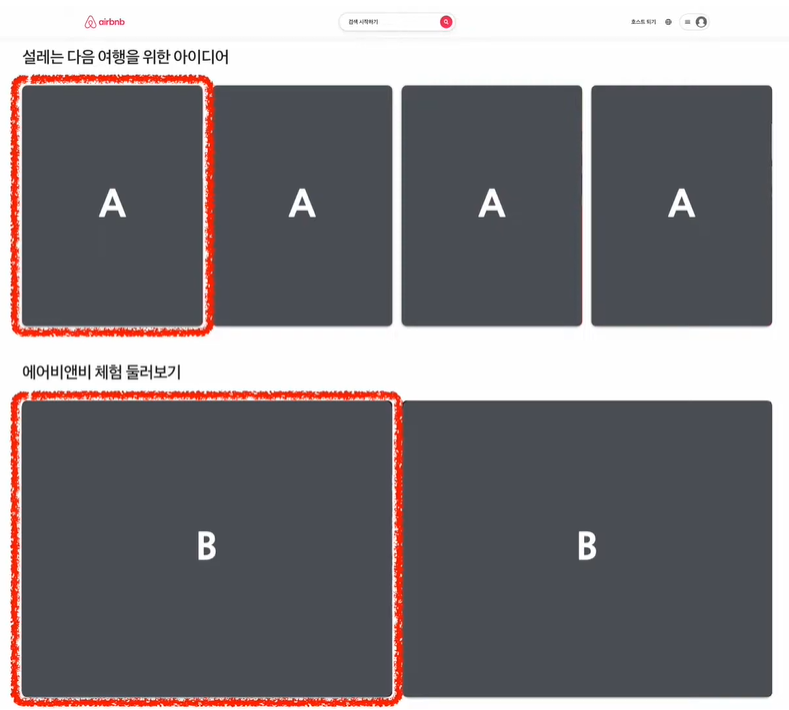 airbnb
검색 시작하기
호스트 되기
설레는 다음 여행을 위한 아이디어
A A A A
에어비앤비 체험 둘러보기
B B